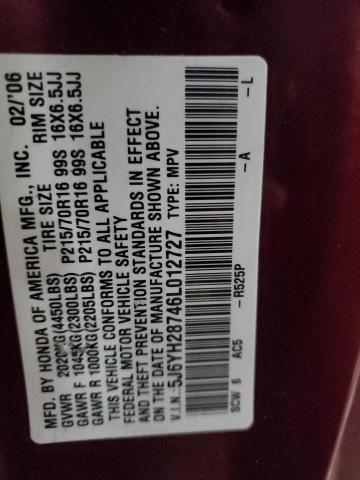 MFD. BY HONDA OF AMERICA MFG., INC. 02/'06
TIRE SIZE RIM SIZE
GVWR 2020KG(4450LBS)
GAWR F 1045KG(2300LBS) P215/70R16 99S 16X6.5JJ
GAWR R 1000KG(2205LBS) P215/70R16 99S 16X6.5JJ
THIS VEHICLE CONFORMS TO ALL APPLICABLE
FEDERAL MOTOR VEHICLE SAFETY
AND THEFT PREVENTION STANDARDS IN EFFECT
ON THE DATE OF MANUFACTURE SHOWN ABOVE.
V.I.N.: 5J6YH28746L012727 TYPE: MPV
-R525P -A -L
SCW 6 AC5